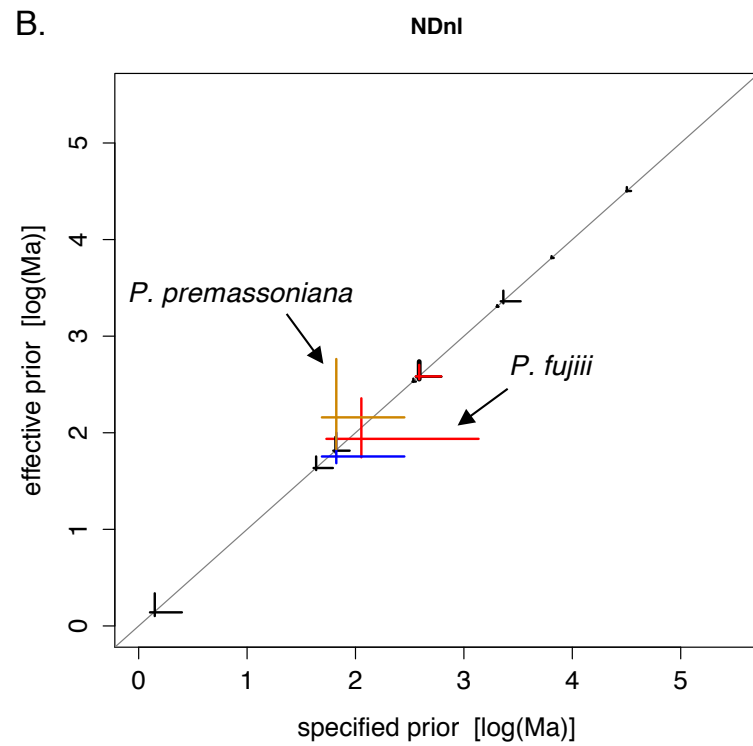 B.
NDnl
effective prior [log(Ma)]
5
4
3
2
1
0
P. premassoniana
P. fujiii
0 1 2 3 4 5
specified prior [log(Ma)]